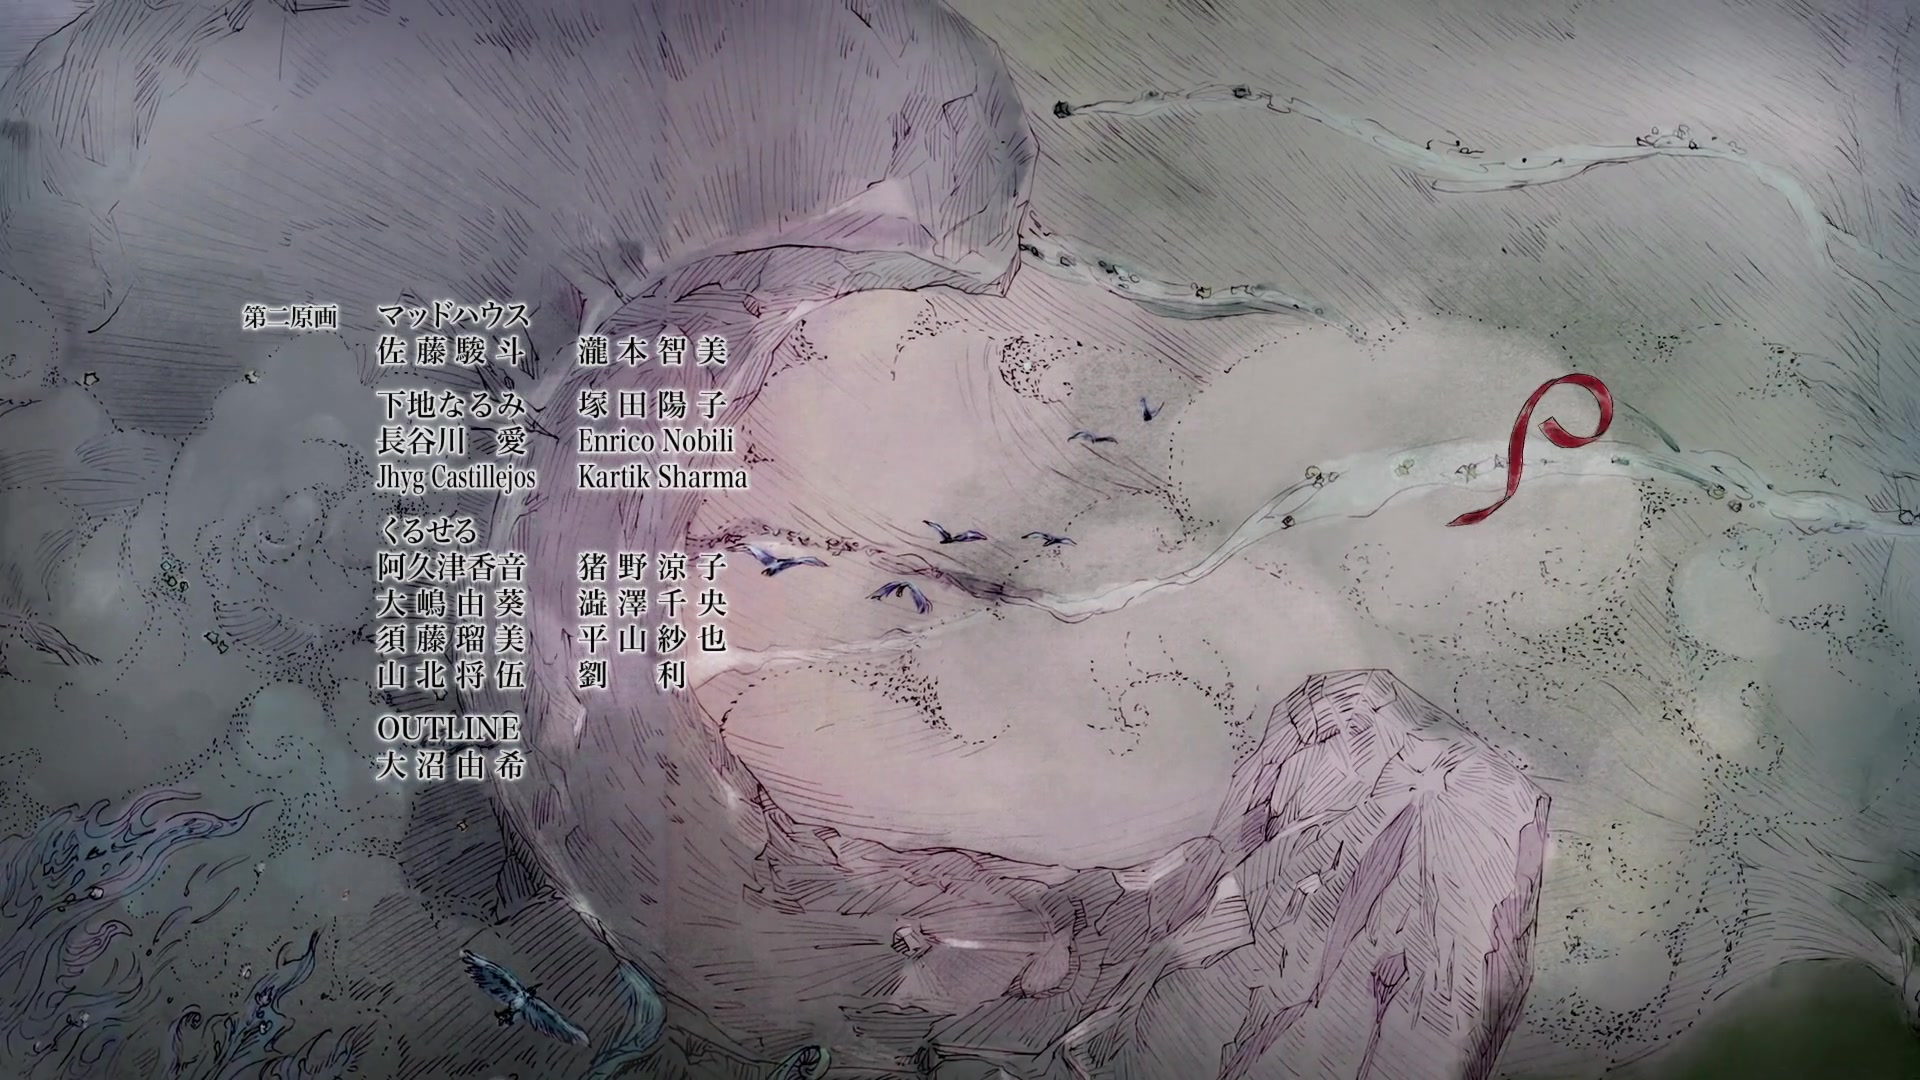 第二原画 マッドハウス
佐藤駿斗 瀧本智美
下地なるみ 塚田陽子
長谷川 愛 Enrico Nobili
Jhyg Castillejos Kartik Sharma
くるせる
阿久津香音 猪野涼子
大嶋由葵 澁澤千央
須藤瑠美 平山紗也
山北将伍 劉 利
OUTLINE
大沼由希